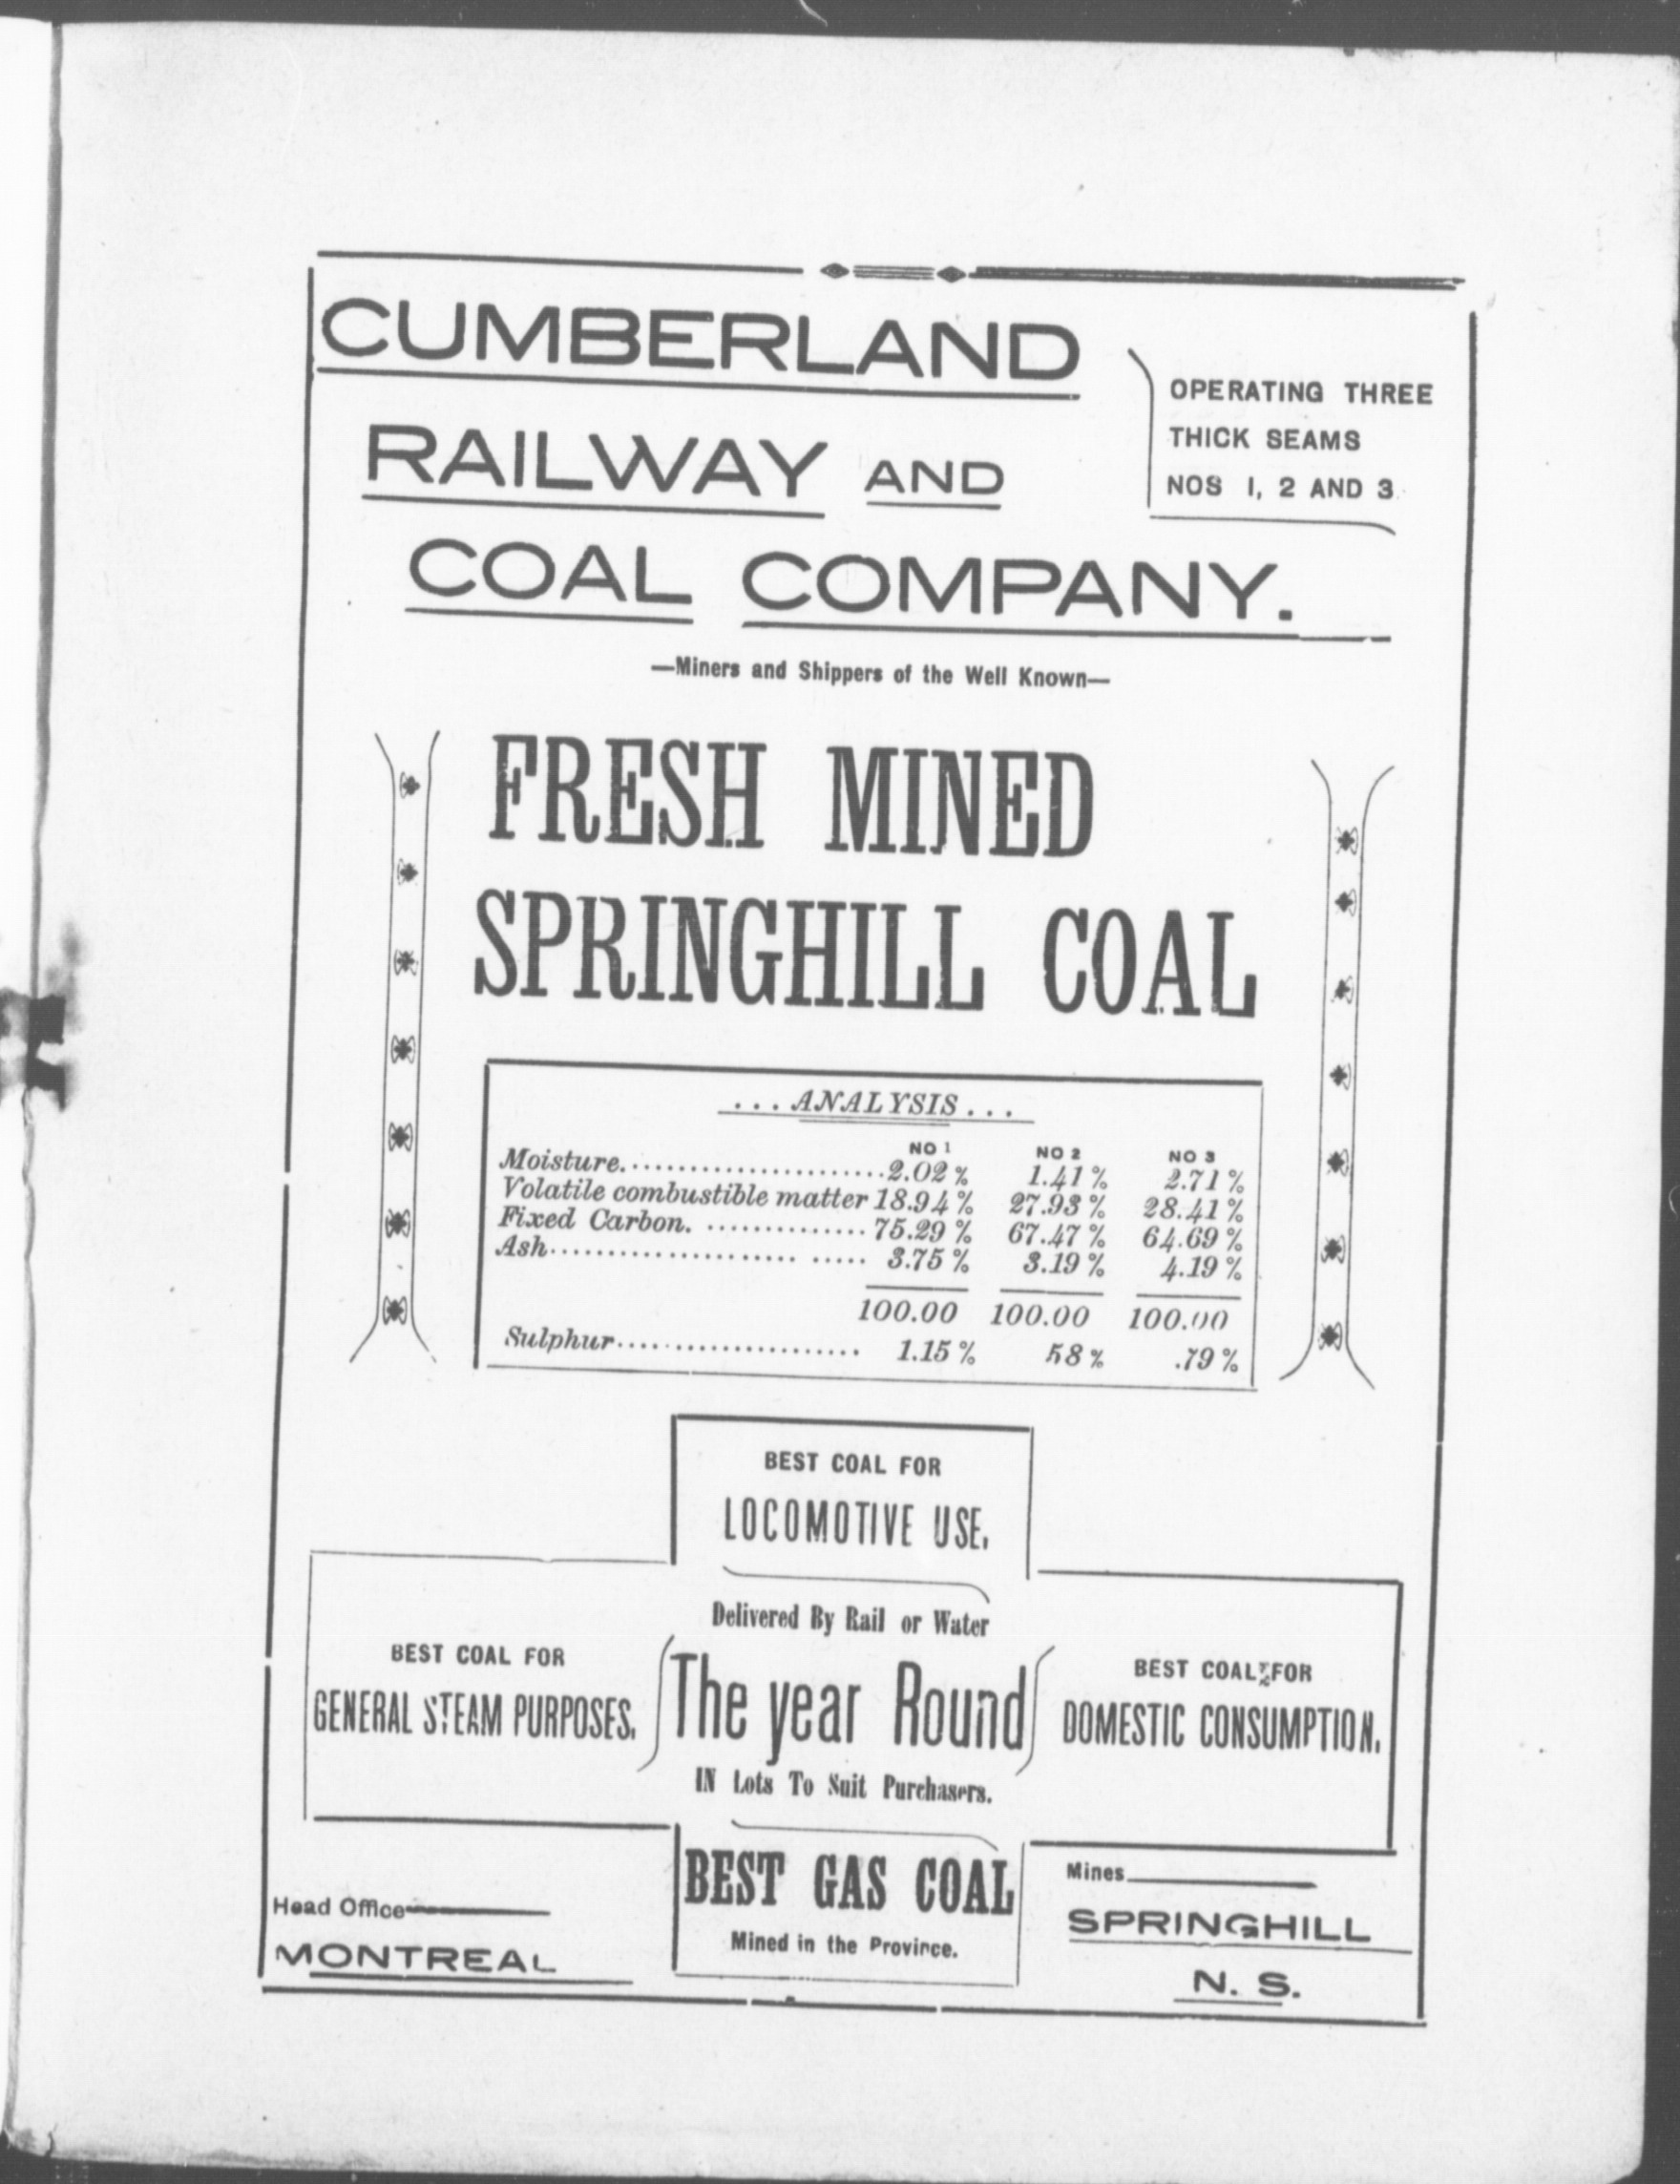 CUMBERLAND
RAILWAY AND
COAL COMPANY.
OPERATING THREE
THICK SEAMS
NOS 1, 2 AND 3
—Miners and Shippers of the Well Known—
FRESH MINED
SPRINGHILL COAL
...ANALYSIS...
NO 1 NO 2 NO 3
Moisture........................2.02% 1.41% 2.71%
Volatile combustible matter 18.94% 27.93% 28.41%
Fixed Carbon. ..............75.29% 67.47% 64.69%
Ash...................... ..... 3.75% 3.19% 4.19%
100.00 100.00 100.00
Sulphur....................... 1.15% 58% .79%
BEST COAL FOR
LOCOMOTIVE USE.
Delivered By Rail or Water
The year Round
IN Lots To Suit Purchasers.
BEST COAL FOR
GENERAL STEAM PURPOSES.
BEST COAL FOR
DOMESTIC CONSUMPTION.
BEST GAS COAL
Mined in the Province.
Head Office
MONTREAL
Mines
SPRINGHILL
N. S.